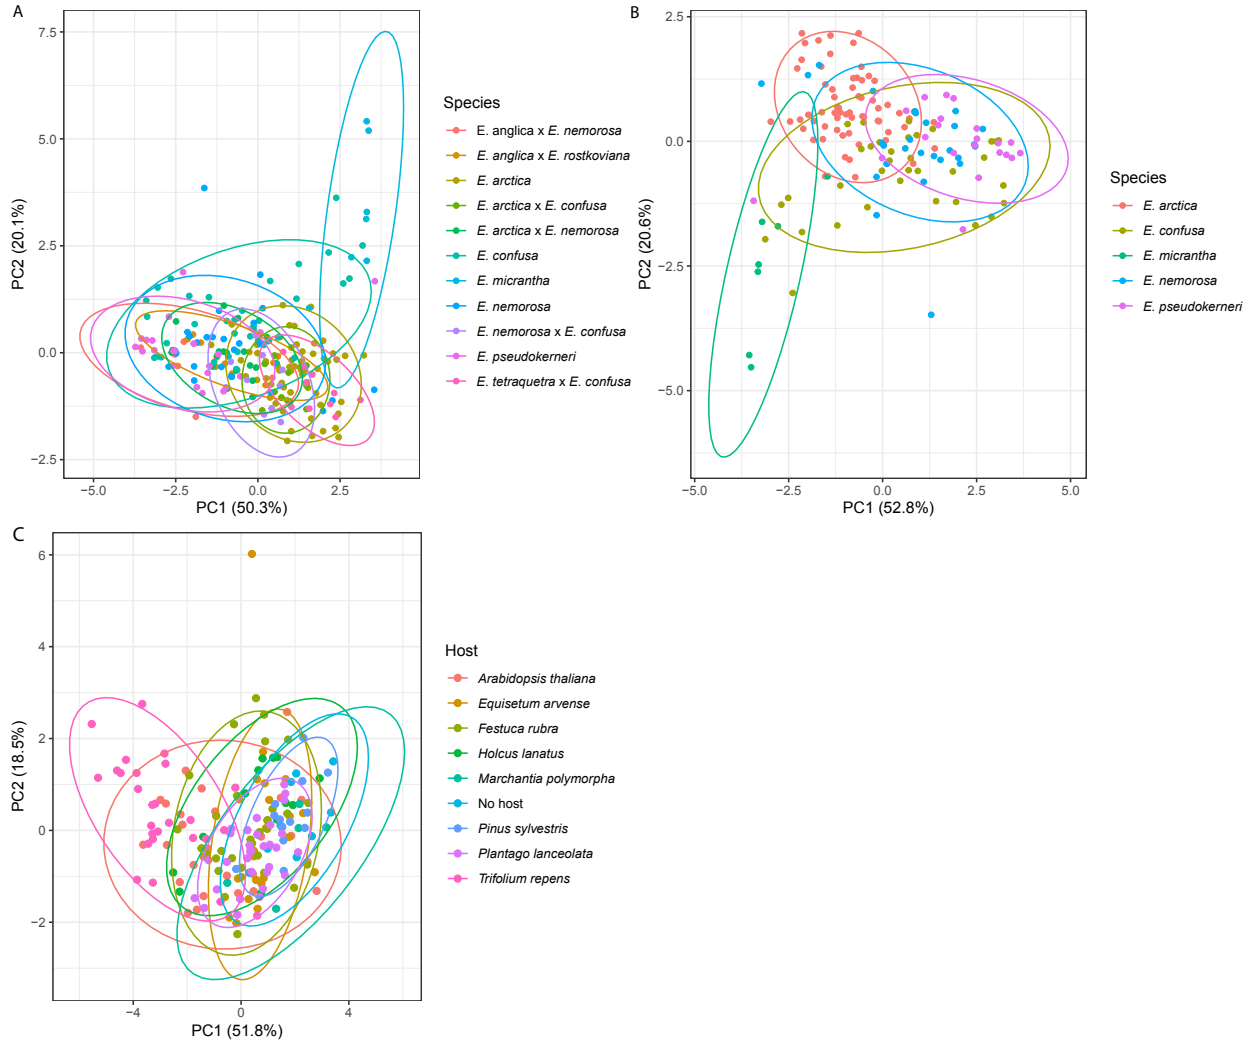 A
PC2 (20.1%)
7.5
5.0
2.5
0.0
−2.5
−5.0
−2.5
0.0
2.5
PC1 (50.3%)
Species
E. anglica x E. nemorosa
E. anglica x E. rostkoviana
E. arctica
E. arctica x E. confusa
E. arctica x E. nemorosa
E. confusa
E. micrantha
E. nemorosa
E. nemorosa x E. confusa
E. pseudokerneri
E. tetraquetra x E. confusa
B
PC2 (20.6%)
2.5
0.0
−2.5
−5.0
−5.0
−2.5
0.0
2.5
5.0
PC1 (52.8%)
Species
E. arctica
E. confusa
E. micrantha
E. nemorosa
E. pseudokerneri
C
PC2 (18.5%)
6
4
2
0
−2
−4
0
4
PC1 (51.8%)
Host
Arabidopsis thaliana
Equisetum arvense
Festuca rubra
Holcus lanatus
Marchantia polymorpha
No host
Pinus sylvestris
Plantago lanceolata
Trifolium repens